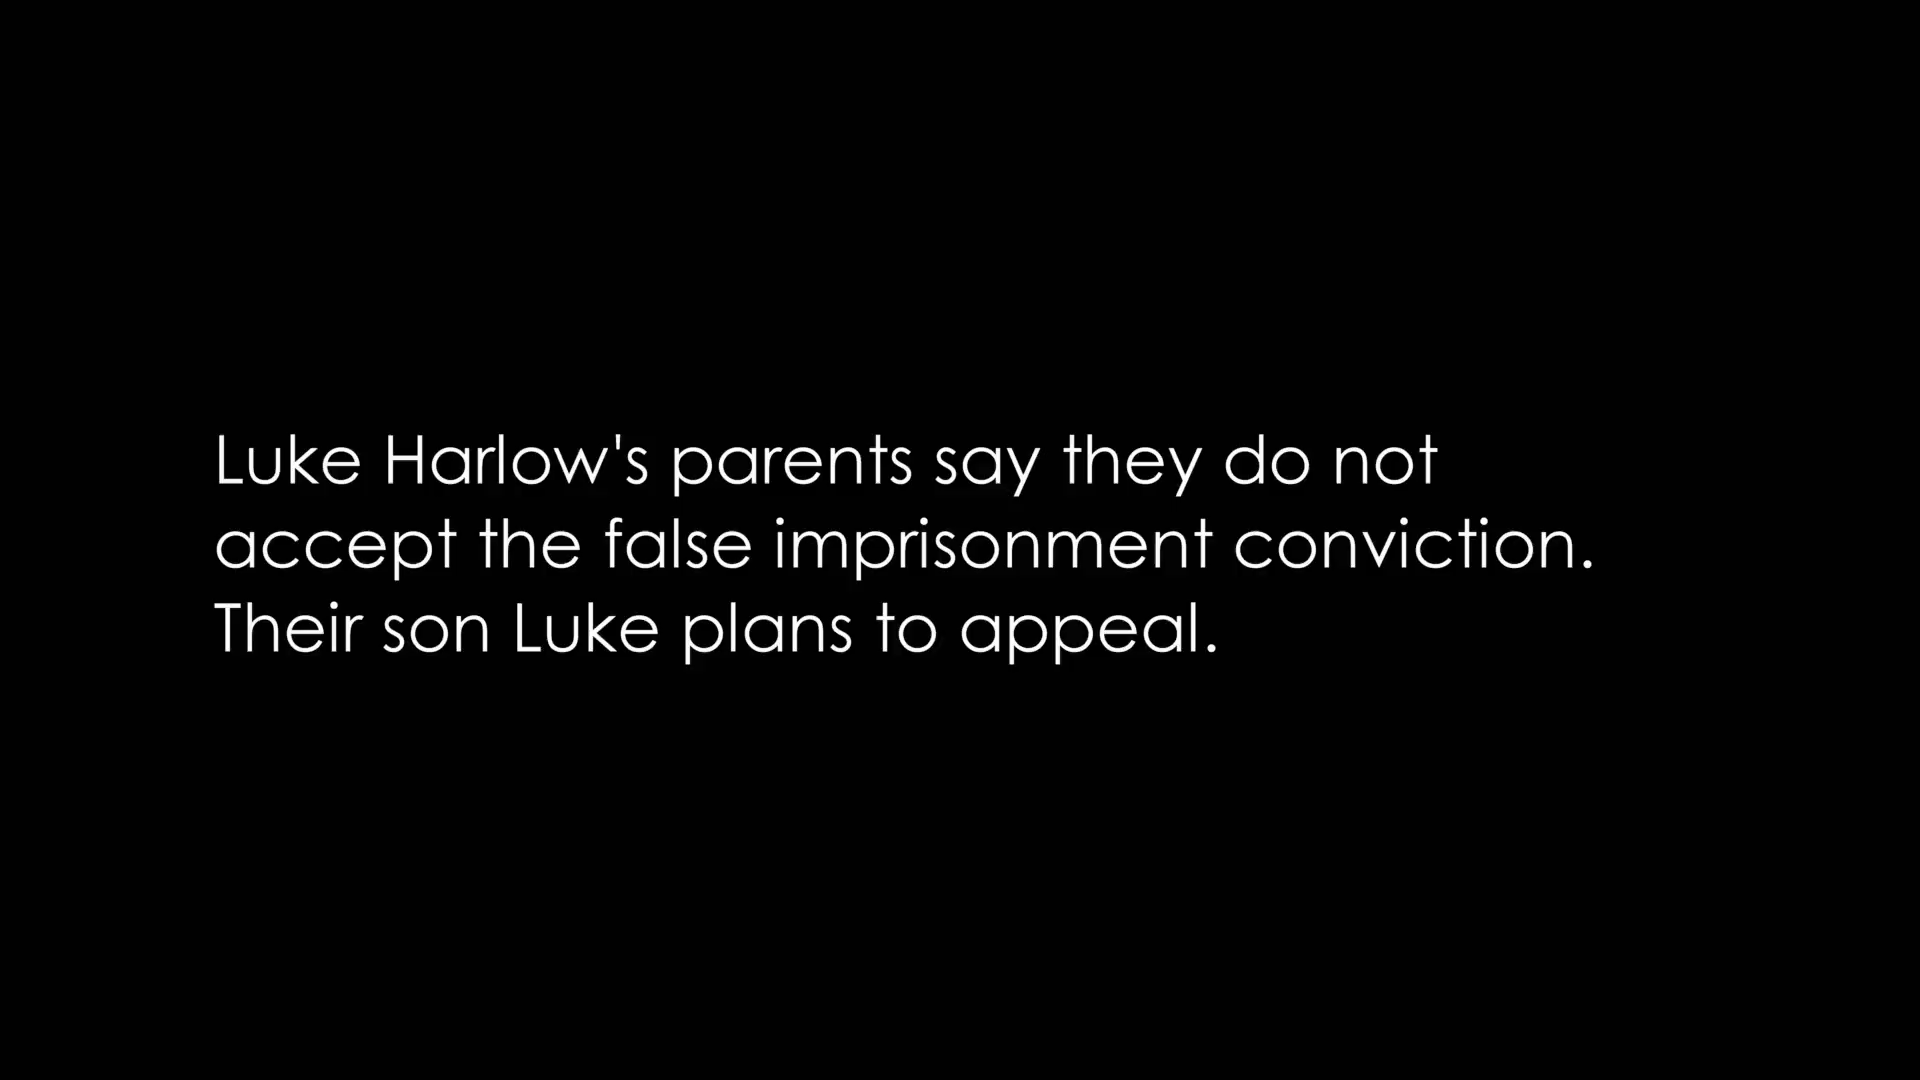 Luke Harlow's parents say they do not
accept the false imprisonment conviction.
Their son Luke plans to appeal.